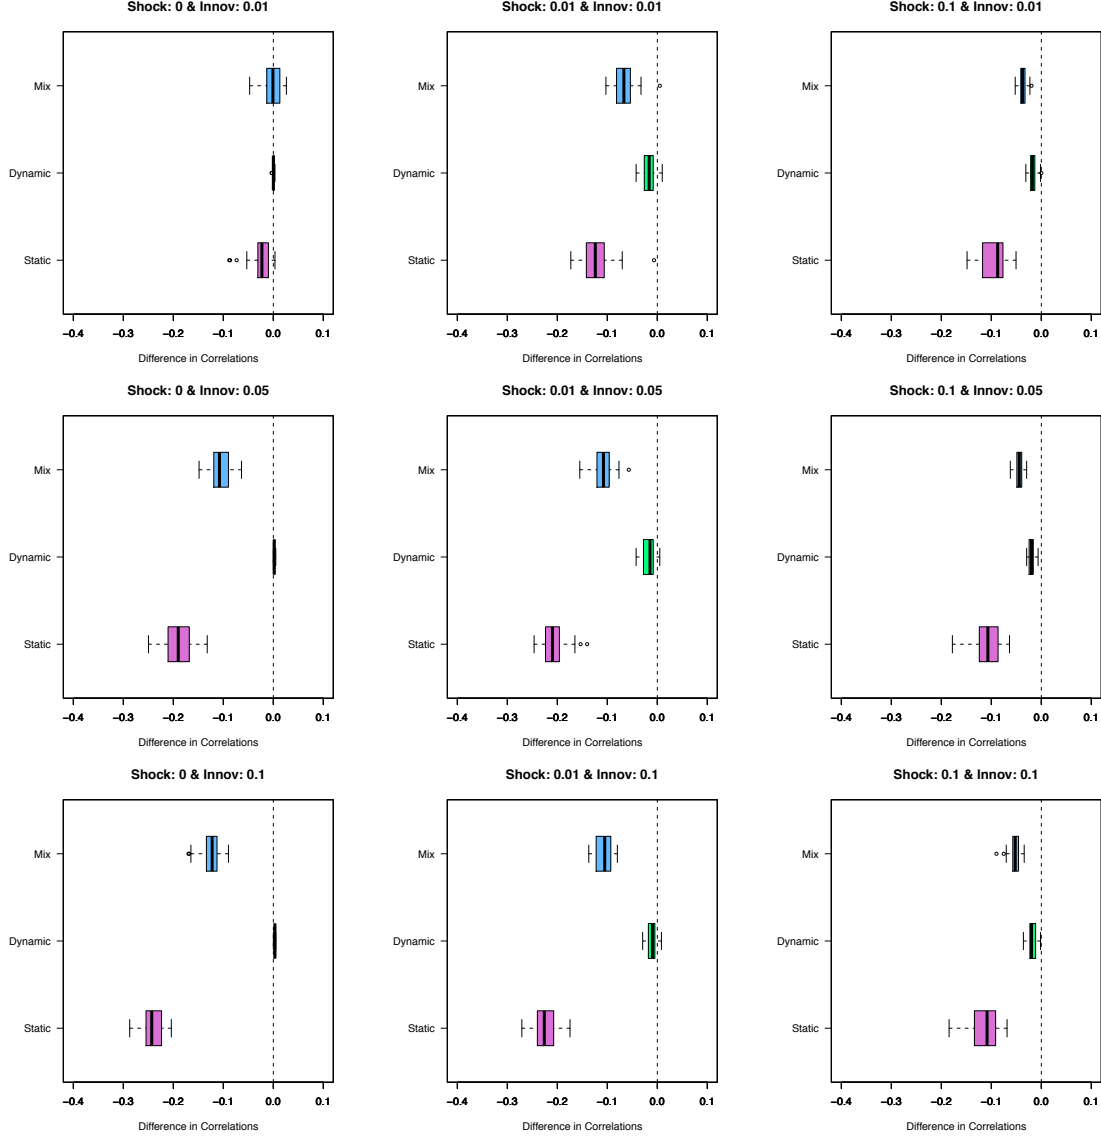 Shock: 0 & Innov: 0.01
Shock: 0.01 & Innov: 0.01
Shock: 0.1 & Innov: 0.01
Mix
Dynamic
Static
−0.4 −0.3 −0.2 −0.1 0.0 0.1
Difference in Correlations
Mix
Dynamic
Static
−0.4 −0.3 −0.2 −0.1 0.0 0.1
Difference in Correlations
Mix
Dynamic
Static
−0.4 −0.3 −0.2 −0.1 0.0 0.1
Difference in Correlations
Shock: 0 & Innov: 0.05
Shock: 0.01 & Innov: 0.05
Shock: 0.1 & Innov: 0.05
Mix
Dynamic
Static
−0.4 −0.3 −0.2 −0.1 0.0 0.1
Difference in Correlations
Mix
Dynamic
Static
−0.4 −0.3 −0.2 −0.1 0.0 0.1
Difference in Correlations
Mix
Dynamic
Static
−0.4 −0.3 −0.2 −0.1 0.0 0.1
Difference in Correlations
Shock: 0 & Innov: 0.1
Shock: 0.01 & Innov: 0.1
Shock: 0.1 & Innov: 0.1
Mix
Dynamic
Static
−0.4 −0.3 −0.2 −0.1 0.0 0.1
Difference in Correlations
Mix
Dynamic
Static
−0.4 −0.3 −0.2 −0.1 0.0 0.1
Difference in Correlations
Mix
Dynamic
Static
−0.4 −0.3 −0.2 −0.1 0.0 0.1
Difference in Correlations